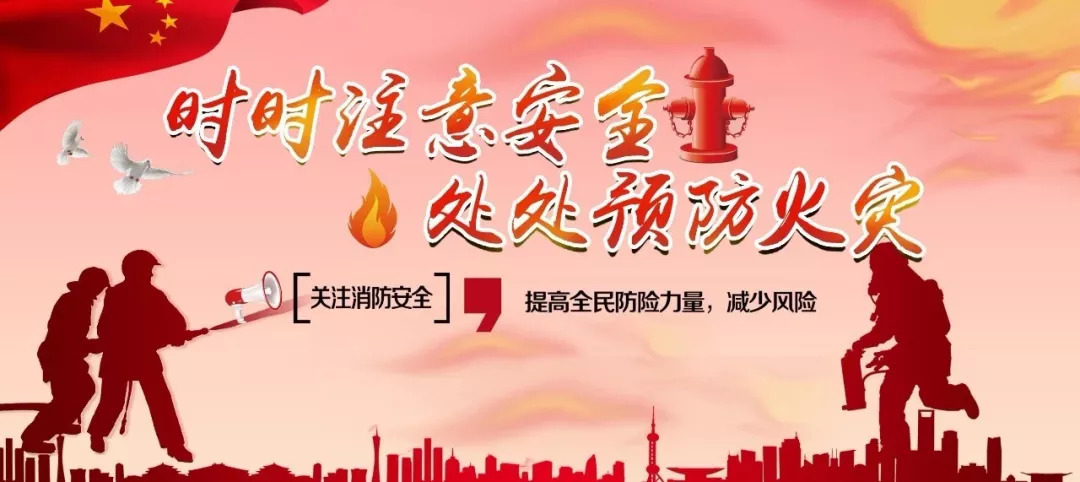 时时注意安全
处处预防火灾
关注消防安全
提高全民防险力量，减少风险